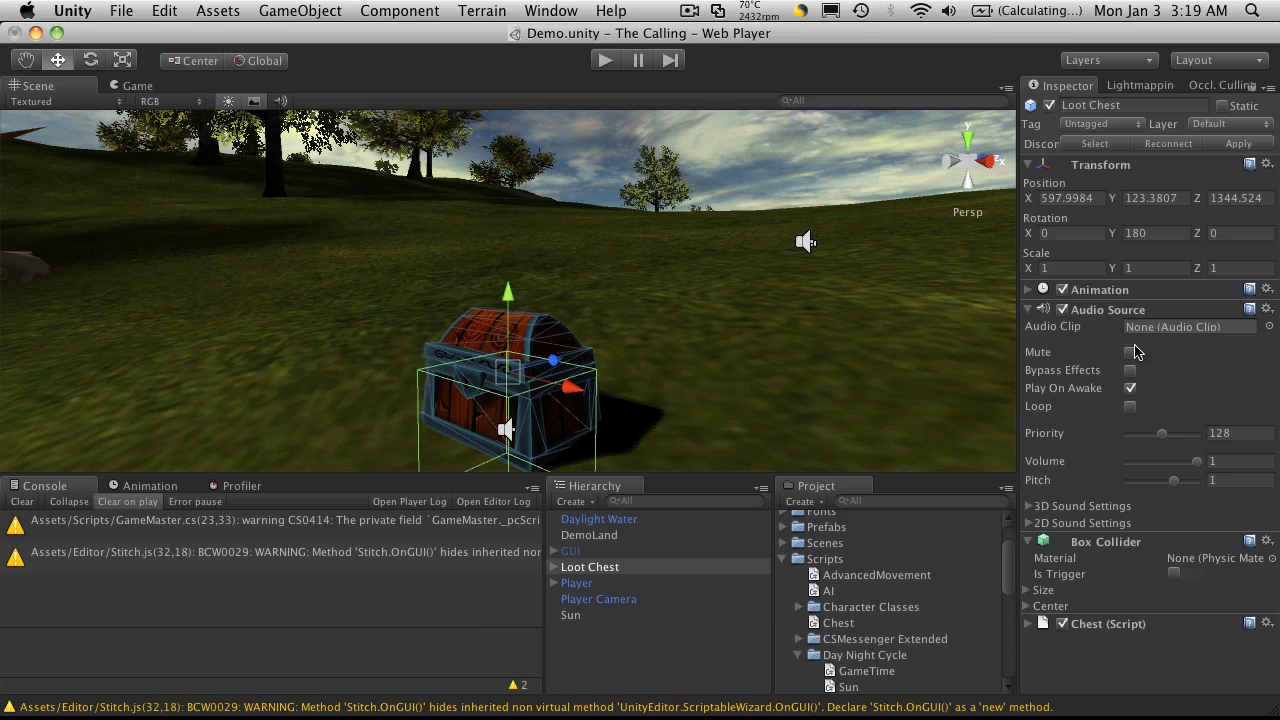 Unity File Edit Assets GameObject Component Terrain Window Help 70°C 2432rpm (Calculating...) Mon Jan 3 3:19 AM
Demo.unity - The Calling - Web Player
Center Global Layers Layout
Scene Game
Textured RGB All
y
x
Persp
Inspector Lightmappin Occl. Culling
Loot Chest Static
Tag Untagged Layer Default
Discon Select Reconnect Apply
Transform
Position
X 597.9984 Y 123.3807 Z 1344.524
Rotation
X 0 Y 180 Z 0
Scale
X 1 Y 1 Z 1
Animation
Audio Source
Audio Clip None (Audio Clip)
Mute
Bypass Effects
Play On Awake
Loop
Priority 128
Volume 1
Pitch 1
3D Sound Settings
2D Sound Settings
Box Collider
Material None (Physic Mate
Is Trigger
Size
Center
Chest (Script)
Console Animation Profiler
Clear Collapse Clear on play Error pause Open Player Log Open Editor Log
Assets/Scripts/GameMaster.cs(23,33): warning CS0414: The private field `GameMaster._pcScri
Assets/Editor/Stitch.js(32,18): BCW0029: WARNING: Method 'Stitch.OnGUI()' hides inherited non
2
Hierarchy
Create All
Daylight Water
DemoLand
GUI
Loot Chest
Player
Player Camera
Sun
Project
Create All
Fonts
Prefabs
Scenes
Scripts
AdvancedMovement
AI
Character Classes
Chest
CSMessenger Extended
Day Night Cycle
GameTime
Sun
Assets/Editor/Stitch.js(32,18): BCW0029: WARNING: Method 'Stitch.OnGUI()' hides inherited non virtual method 'UnityEditor.ScriptableWizard.OnGUI()'. Declare 'Stitch.OnGUI()' as a 'new' method.